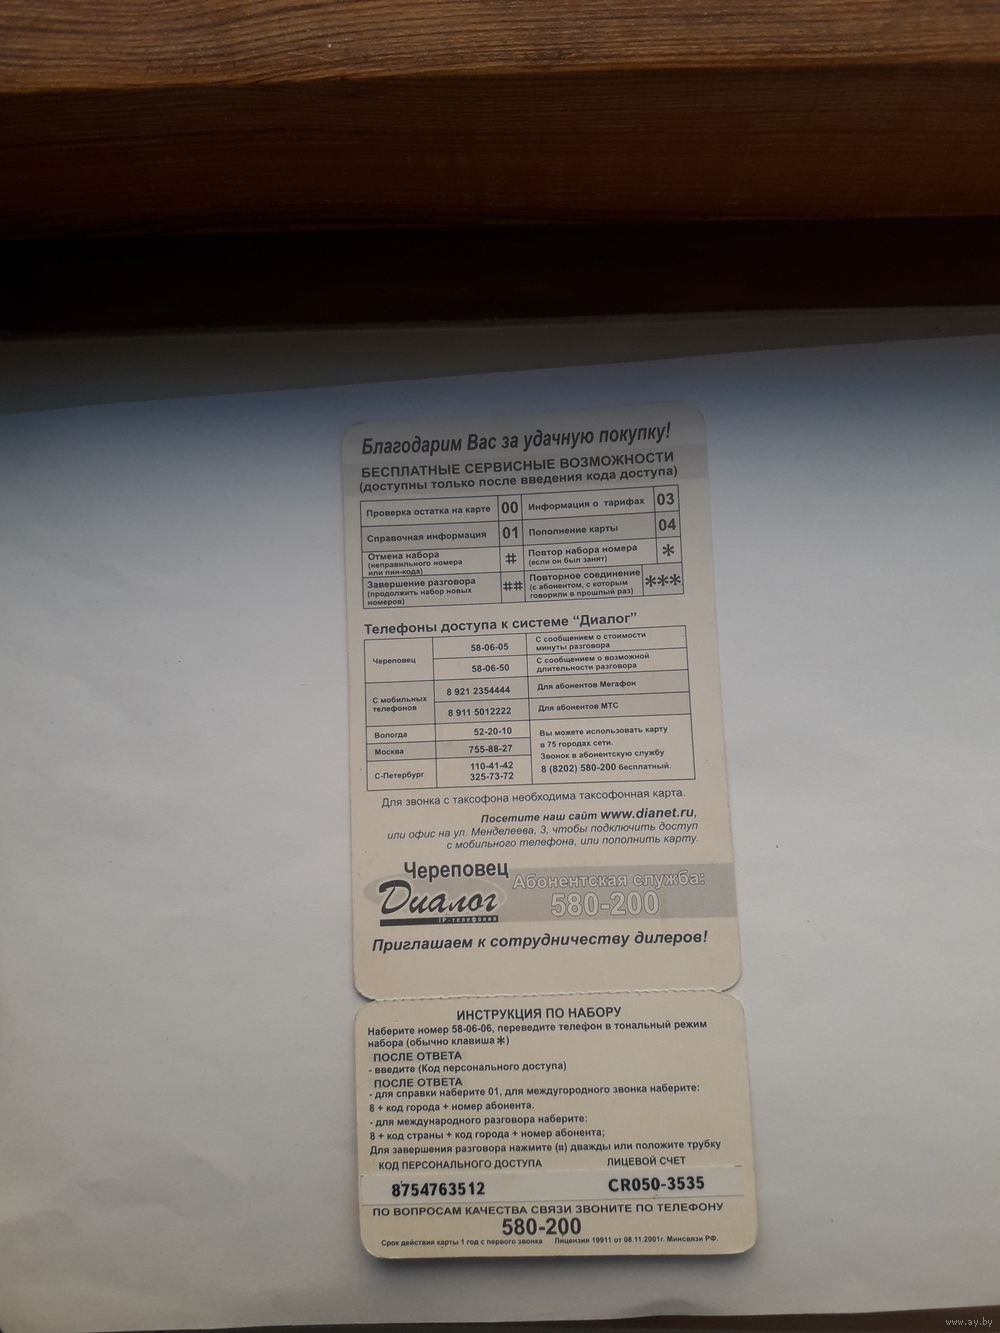 Благодарим Вас за удачную покупку!
БЕСПЛАТНЫЕ СЕРВИСНЫЕ ВОЗМОЖНОСТИ
(доступны только после введения кода доступа)
Проверка остатка на карте 00 Информация о тарифах 03
Справочная информация 01 Пополнение карты 04
Отмена набора
(неправильного номера
или пин-кода)
#
Повтор набора номера
(если он был занят)
*
Завершение разговора
(продолжить набор новых
номеров)
##
Повторное соединение
(с абонентом, с которым
говорили в прошлый раз)
***
Телефоны доступа к системе “Диалог”
Череповец
58-06-05
С сообщением о стоимости
минуты разговора
58-06-50
С сообщением о возможной
длительности разговора
С мобильных
телефонов
8 921 2354444 Для абонентов Мегафон
8 911 5012222 Для абонентов МТС
Вологда 52-20-10
Москва 755-88-27
С-Петербург
110-41-42
325-73-72
Вы можете использовать карту
в 75 городах сети.
Звонок в абонентскую службу
8 (8202) 580-200 бесплатный.
Для звонка с таксофона необходима таксофонная карта.
Посетите наш сайт www.dianet.ru,
или офис на ул. Менделеева, 3, чтобы подключить доступ
с мобильного телефона, или пополнить карту.
Череповец
Диалог
IP-телефония
Абонентская служба:
580-200
Приглашаем к сотрудничеству дилеров!
ИНСТРУКЦИЯ ПО НАБОРУ
Наберите номер 58-06-06, переведите телефон в тональный режим
набора (обычно клавиша *)
ПОСЛЕ ОТВЕТА
- введите (Код персонального доступа)
ПОСЛЕ ОТВЕТА
- для справки наберите 01, для междугородного звонка наберите:
8 + код города + номер абонента.
- для международного разговора наберите:
8 + код страны + код города + номер абонента;
Для завершения разговора нажмите (#) дважды или положите трубку
КОД ПЕРСОНАЛЬНОГО ДОСТУПА ЛИЦЕВОЙ СЧЕТ
8754763512 CR050-3535
ПО ВОПРОСАМ КАЧЕСТВА СВЯЗИ ЗВОНИТЕ ПО ТЕЛЕФОНУ
580-200
Срок действия карты 1 год с первого звонка Лицензия 19911 от 08.11.2001г. Минсвязи РФ.
www.ay.by